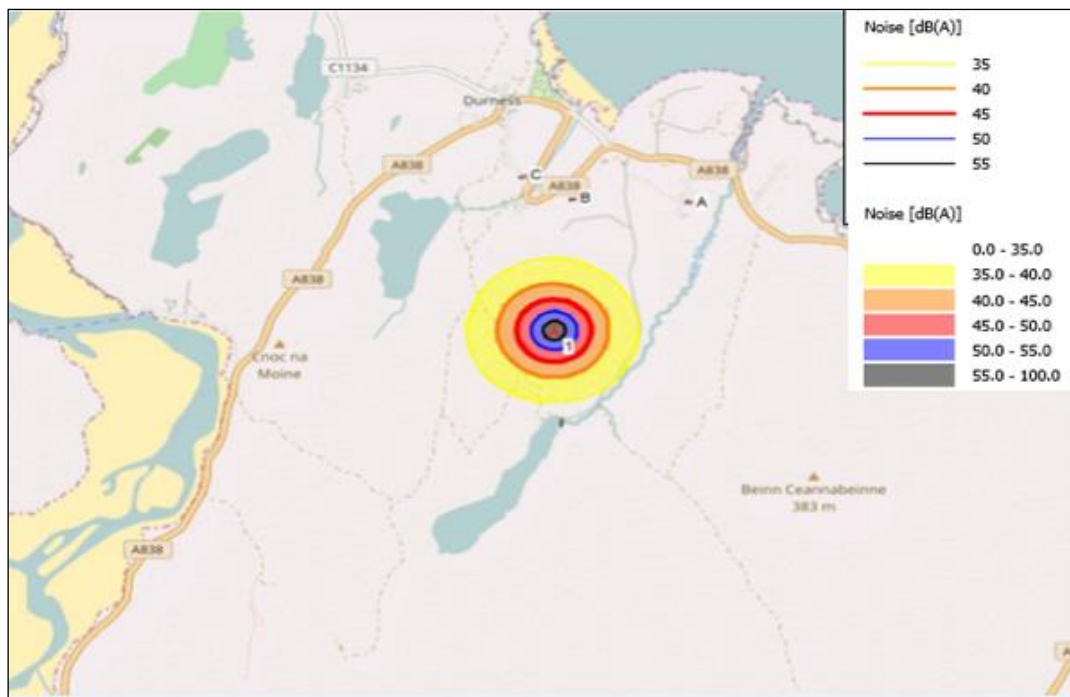 Noise [dB(A)]
35
40
45
50
55
Noise [dB(A)]
0.0 - 35.0
35.0 - 40.0
40.0 - 45.0
45.0 - 50.0
50.0 - 55.0
55.0 - 100.0
C1134
Durness
A838
A838
C
A838
B
A
A838
Cnoc na
Moine
1
Beinn Ceannabeinne
383 m
A838
A